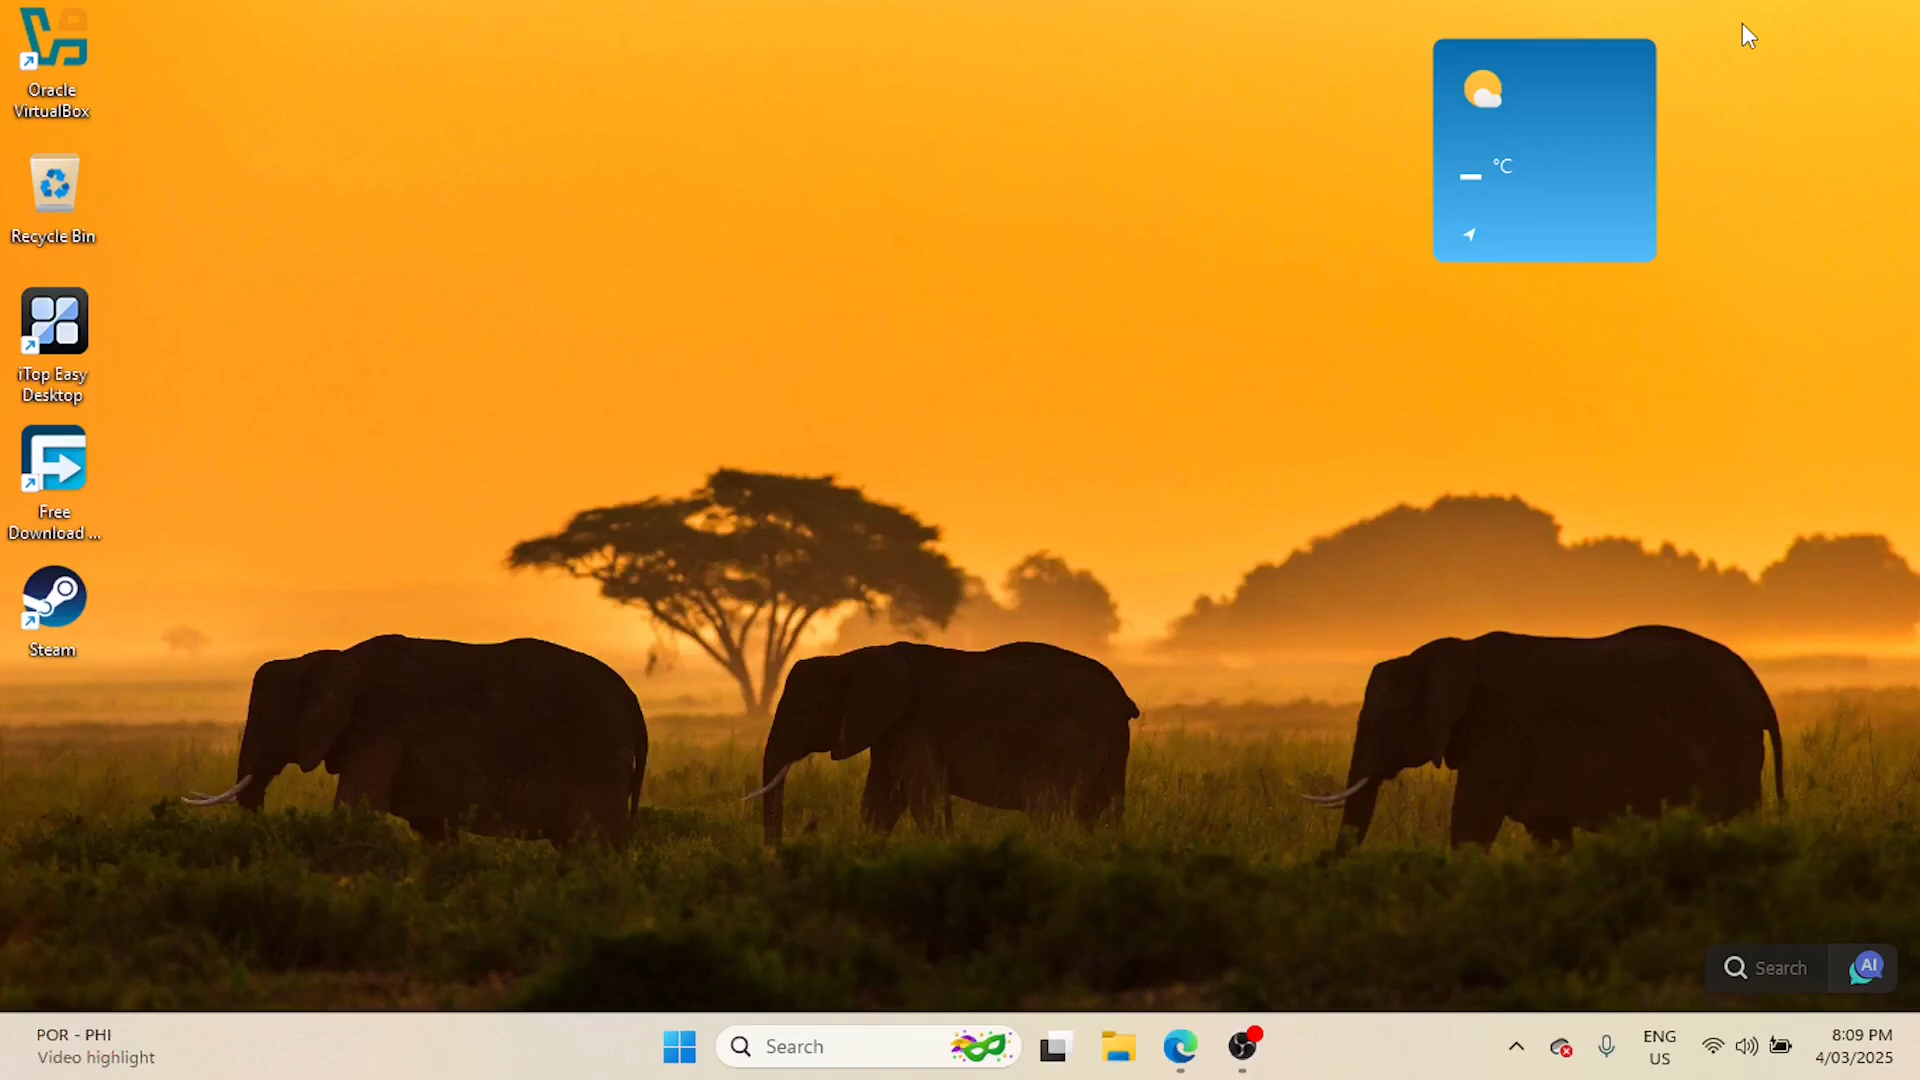 Oracle
VirtualBox
Recycle Bin
iTop Easy
Desktop
Free
Download ...
Steam
°C
Search
AI
POR - PHI
Video highlight
Search
ENG
US
8:09 PM
4/03/2025